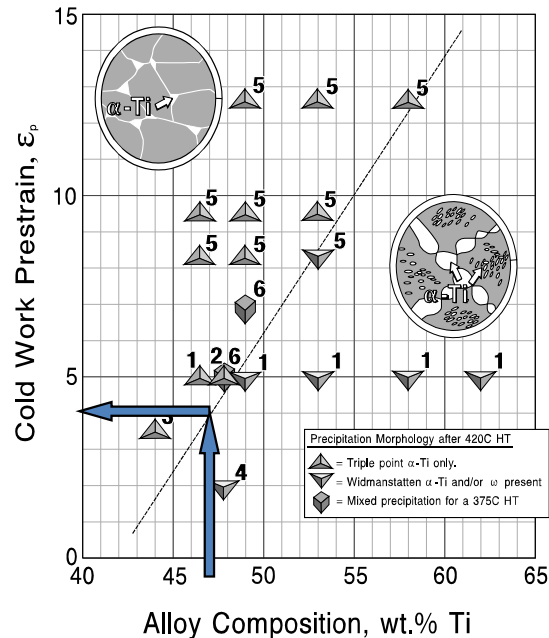 15
10
5
0
Cold Work Prestrain, εp
α-Ti
5 5 5
5 5 5
5 5 5
6
α-Ti
1 2 6 1 1 1 1
4
Precipitation Morphology after 420C HT
= Triple point α-Ti only.
= Widmanstatten α-Ti and/or ω present
= Mixed precipitation for a 375C HT
40 45 50 55 60 65
Alloy Composition, wt.% Ti